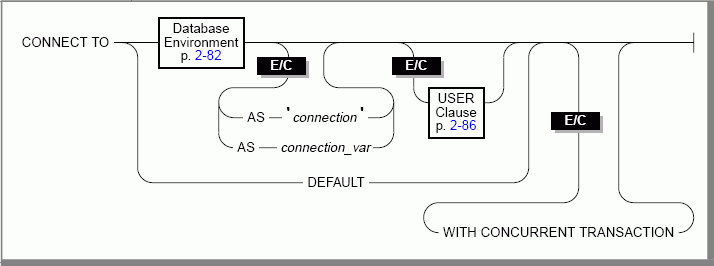 CONNECT TO
Database
Environment
p. 2-82
E/C
E/C
AS
'connection'
AS
connection_var
USER
Clause
p. 2-86
E/C
DEFAULT
WITH CONCURRENT TRANSACTION